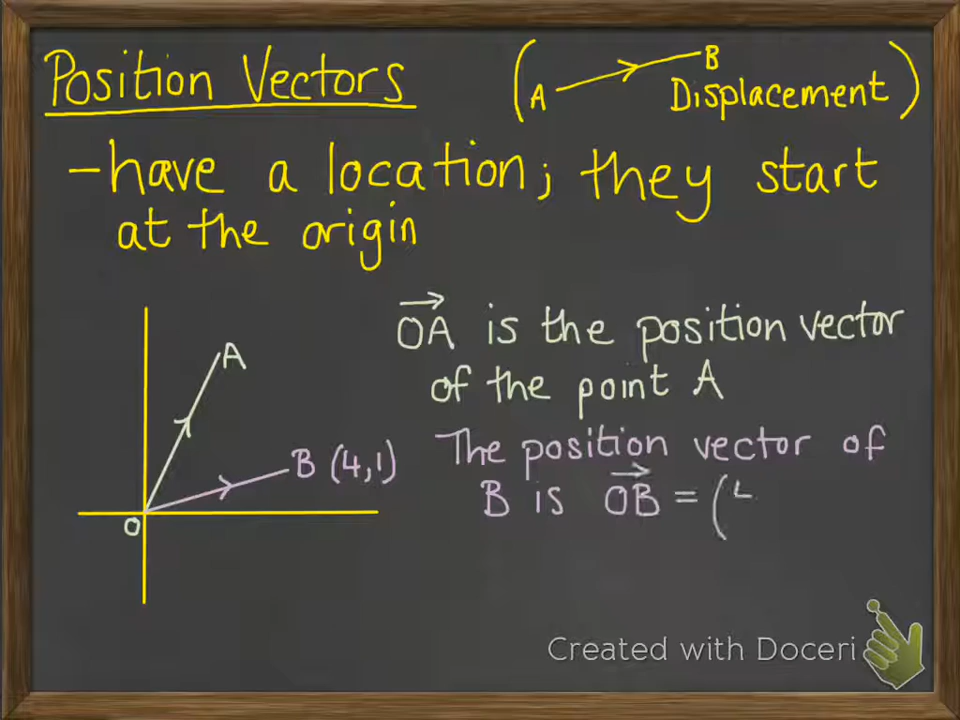 Position Vectors
( A B Displacement )
- have a location; they start
at the origin
A
B (4,1)
O
OA is the position vector
of the point A
The position vector of
B is OB = (
Created with Doceri